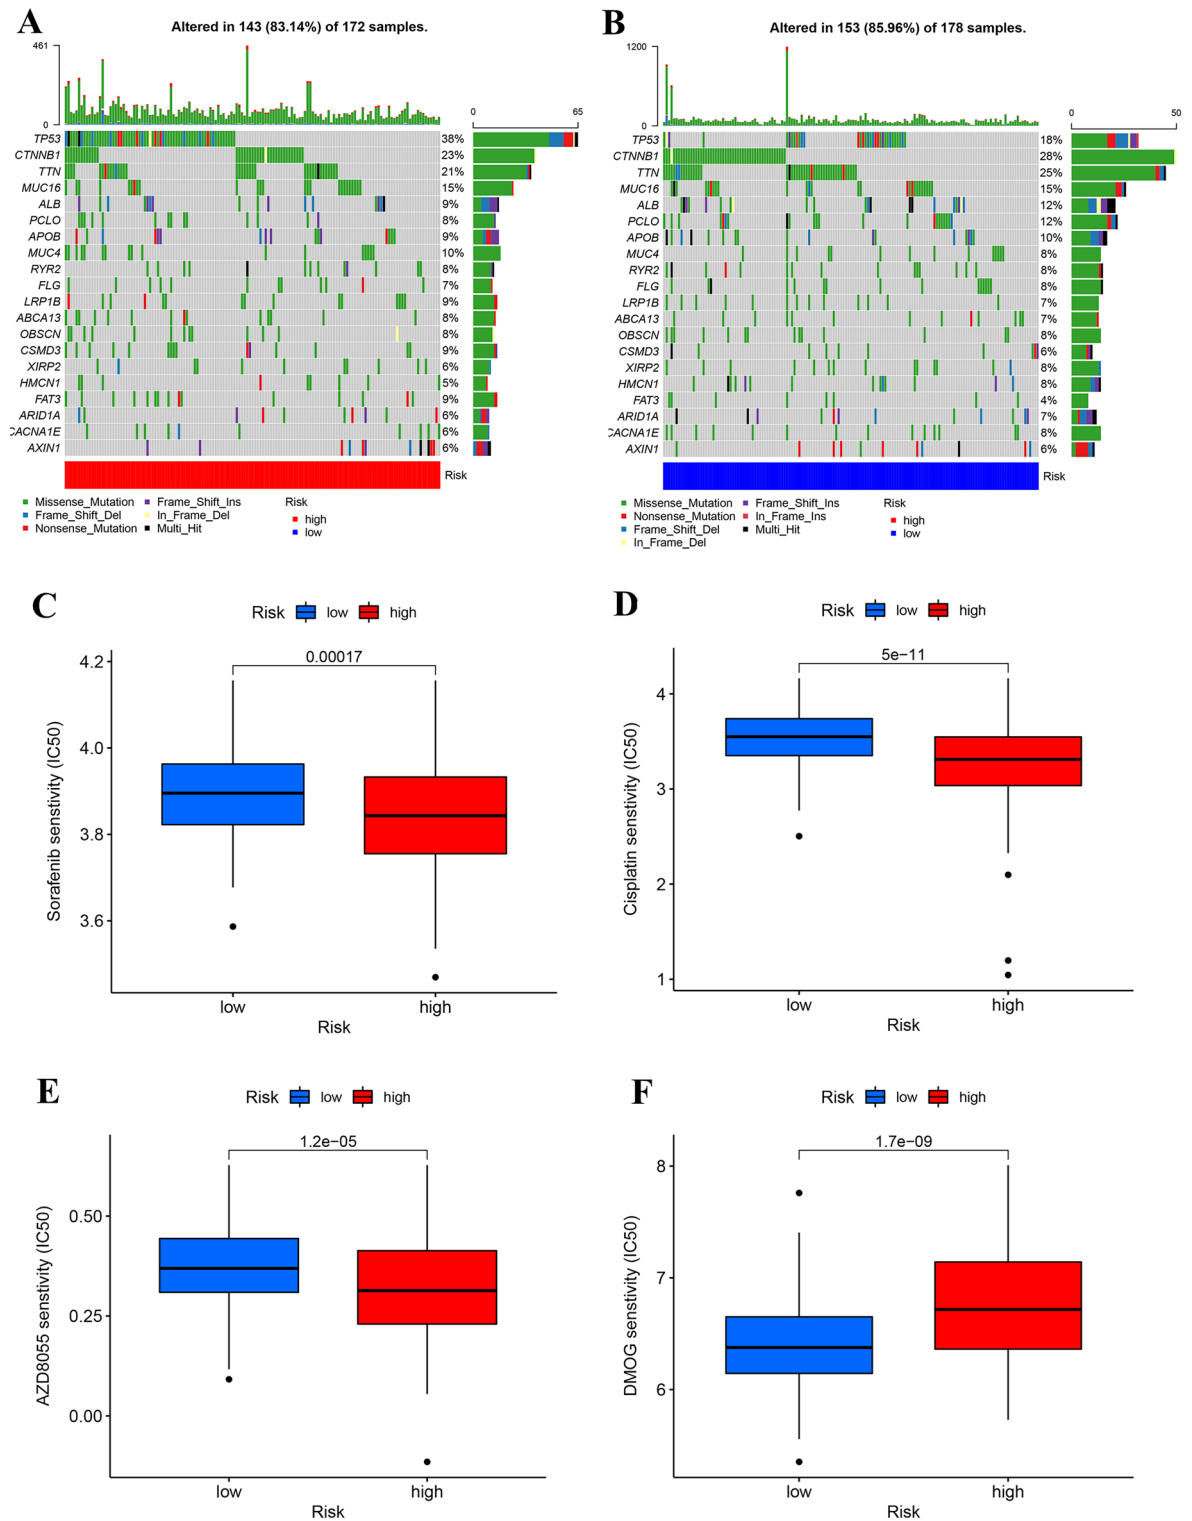 A
Altered in 143 (83.14%) of 172 samples.
461
0
0 65
TP53 38%
CTNNB1 23%
TTN 21%
MUC16 15%
ALB 9%
PCLO 8%
APOB 9%
MUC4 10%
RYR2 8%
FLG 7%
LRP1B 9%
ABCA13 8%
OBSCN 8%
CSMD3 9%
XIRP2 6%
HMCN1 5%
FAT3 9%
ARID1A 6%
CACNA1E 6%
AXIN1 6%
Risk
Missense_Mutation Frame_Shift_Ins Risk
Frame_Shift_Del In_Frame_Del high
Nonsense_Mutation Multi_Hit low
B
Altered in 153 (85.96%) of 178 samples.
1200
0
0 50
TP53 18%
CTNNB1 28%
TTN 25%
MUC16 15%
ALB 12%
PCLO 12%
APOB 10%
MUC4 8%
RYR2 8%
FLG 8%
LRP1B 7%
ABCA13 7%
OBSCN 8%
CSMD3 6%
XIRP2 8%
HMCN1 8%
FAT3 4%
ARID1A 7%
CACNA1E 8%
AXIN1 6%
Risk
Missense_Mutation Frame_Shift_Ins Risk
Nonsense_Mutation In_Frame_Ins high
Frame_Shift_Del Multi_Hit low
In_Frame_Del
C
Risk low high
0.00017
4.2
4.0
3.8
3.6
Sorafenib senstivity (IC50)
low high
Risk
D
Risk low high
5e−11
4
3
2
1
Cisplatin senstivity (IC50)
low high
Risk
E
Risk low high
1.2e−05
0.50
0.25
0.00
AZD8055 senstivity (IC50)
low high
Risk
F
Risk low high
1.7e−09
8
7
6
DMOG senstivity (IC50)
low high
Risk